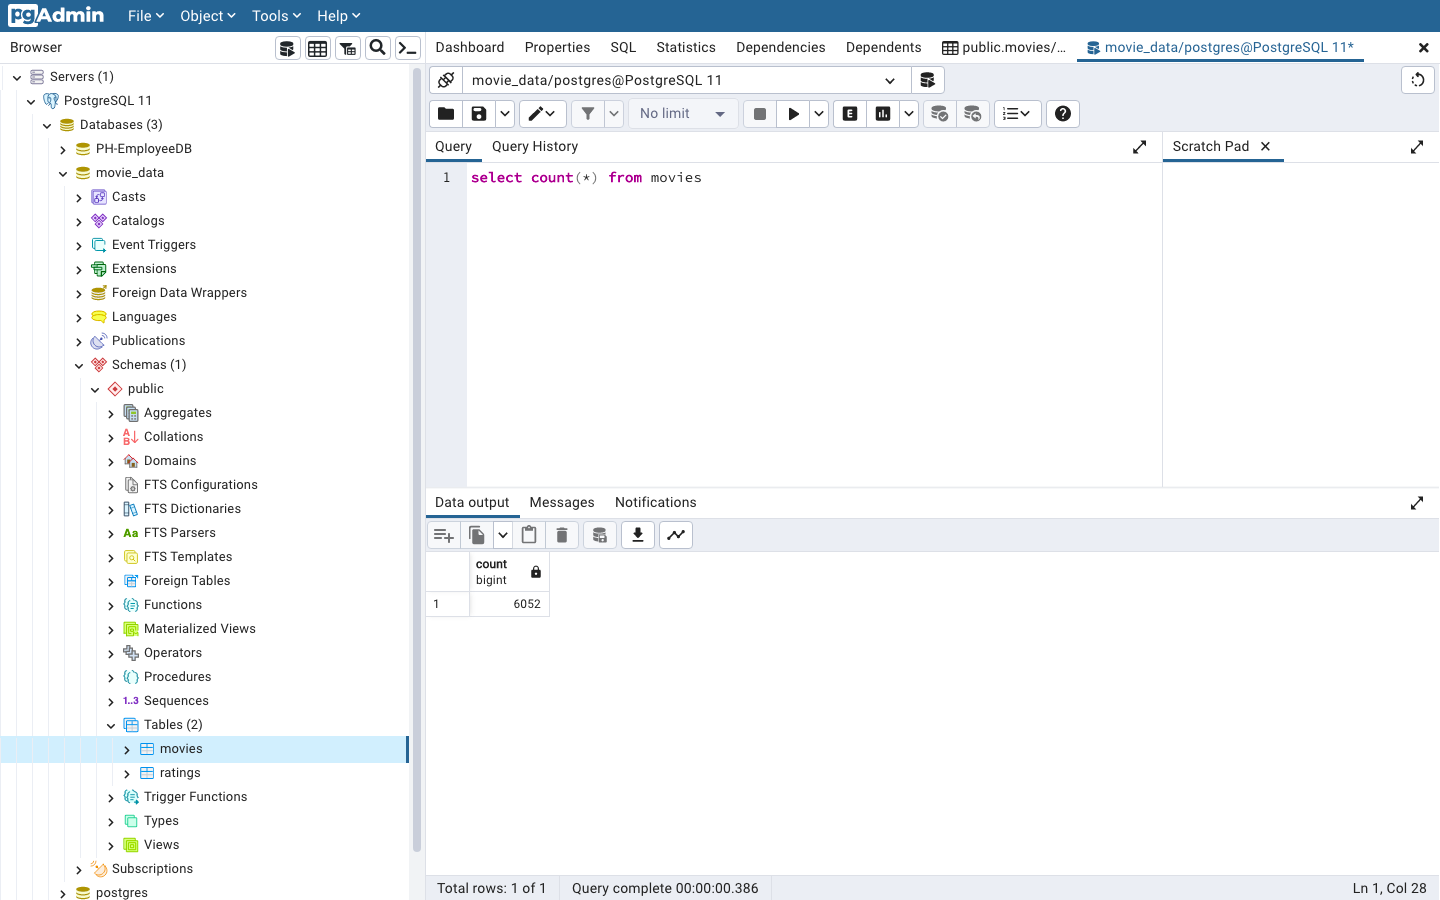 pgAdmin File Object Tools Help
Browser
Dashboard Properties SQL Statistics Dependencies Dependents public.movies/... movie_data/postgres@PostgreSQL 11*
Servers (1)
PostgreSQL 11
Databases (3)
PH-EmployeeDB
movie_data
Casts
Catalogs
Event Triggers
Extensions
Foreign Data Wrappers
Languages
Publications
Schemas (1)
public
Aggregates
Collations
Domains
FTS Configurations
FTS Dictionaries
Aa FTS Parsers
FTS Templates
Foreign Tables
Functions
Materialized Views
Operators
Procedures
1..3 Sequences
Tables (2)
movies
ratings
Trigger Functions
Types
Views
Subscriptions
postgres
movie_data/postgres@PostgreSQL 11
No limit
E
Query Query History
Scratch Pad
1 select count(*) from movies
Data output Messages Notifications
count
bigint
1 6052
Total rows: 1 of 1 Query complete 00:00:00.386 Ln 1, Col 28